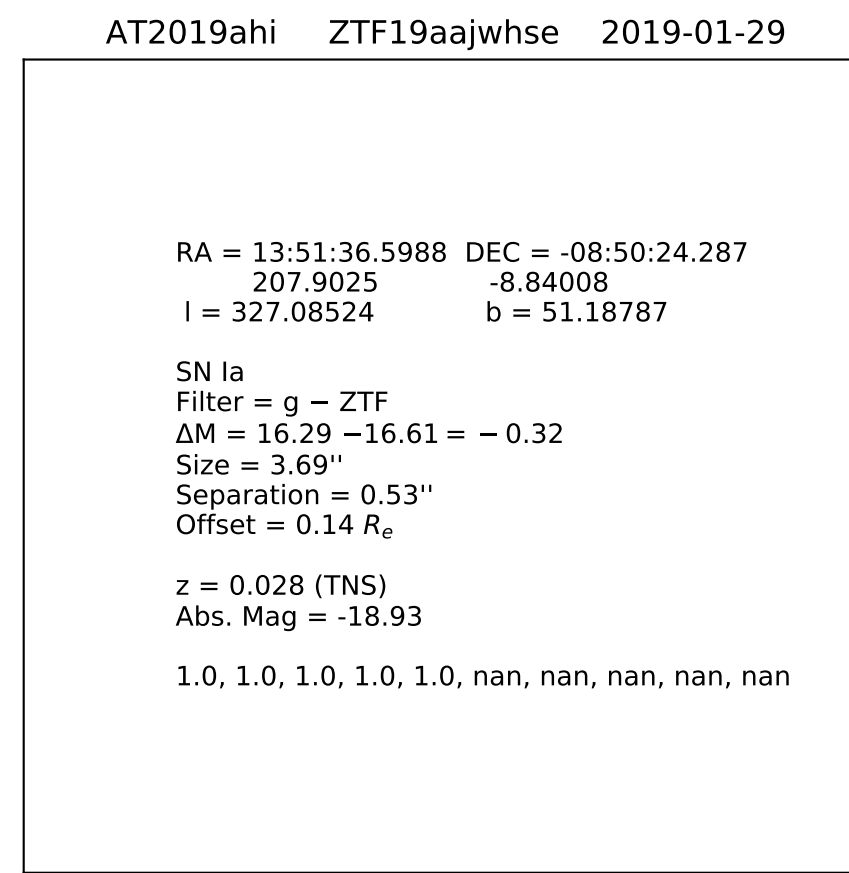 AT2019ahi ZTF19aajwhse 2019-01-29
RA = 13:51:36.5988 DEC = -08:50:24.287
207.9025 -8.84008
l = 327.08524 b = 51.18787
SN Ia
Filter = g − ZTF
ΔM = 16.29 −16.61 = − 0.32
Size = 3.69''
Separation = 0.53''
Offset = 0.14 Rₑ
z = 0.028 (TNS)
Abs. Mag = -18.93
1.0, 1.0, 1.0, 1.0, 1.0, nan, nan, nan, nan, nan